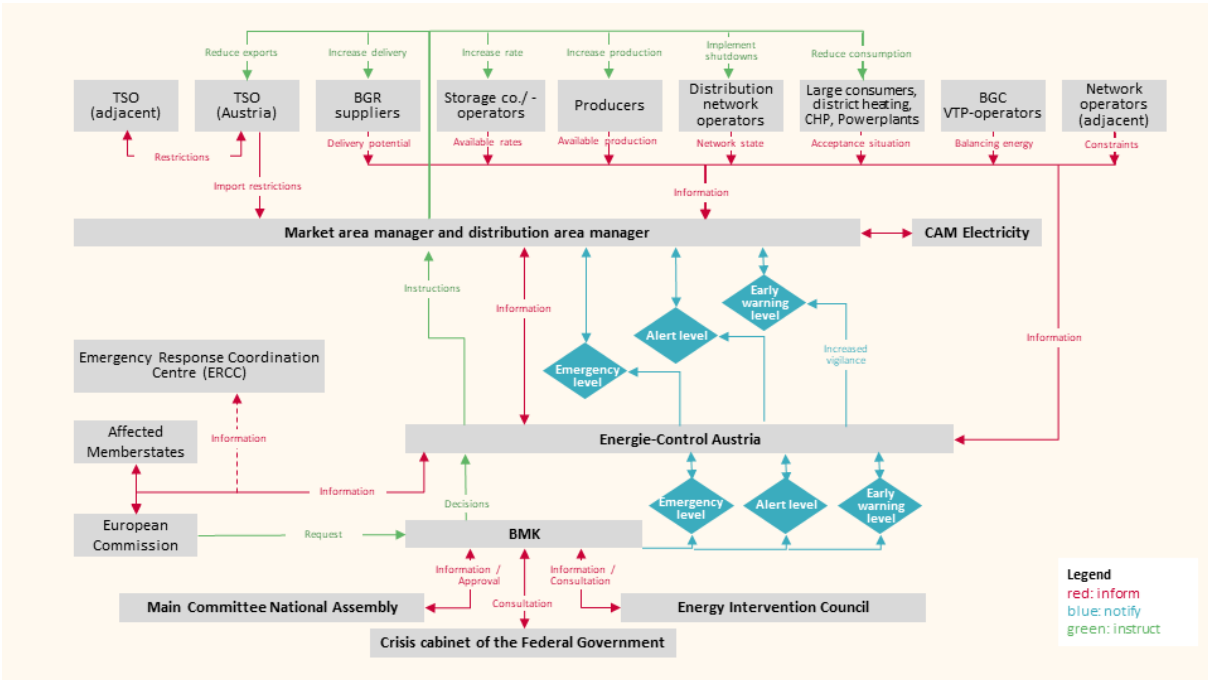 Reduce exports
Increase delivery
Increase rate
Increase production
Implement
shutdowns
Reduce consumption
TSO
(adjacent)
TSO
(Austria)
BGR
suppliers
Storage co./ -
operators
Producers
Distribution
network
operators
Large consumers,
district heating,
CHP, Powerplants
BGC
VTP-operators
Network
operators
(adjacent)
Restrictions
Delivery potential
Available rates
Available production
Network state
Acceptance situation
Balancing energy
Constraints
Import restrictions
Information
Market area manager and distribution area manager
CAM Electricity
Instructions
Information
Early
warning
level
Alert level
Emergency
level
Increased
vigilance
Information
Emergency Response Coordination
Centre (ERCC)
Affected
Memberstates
Information
Energie-Control Austria
Information
Decisions
Emergency
level
Alert level
Early
warning
level
European
Commission
Request
BMK
Information /
Approval
Consultation
Information /
Consultation
Main Committee National Assembly
Energy Intervention Council
Crisis cabinet of the Federal Government
Legend
red: inform
blue: notify
green: instruct